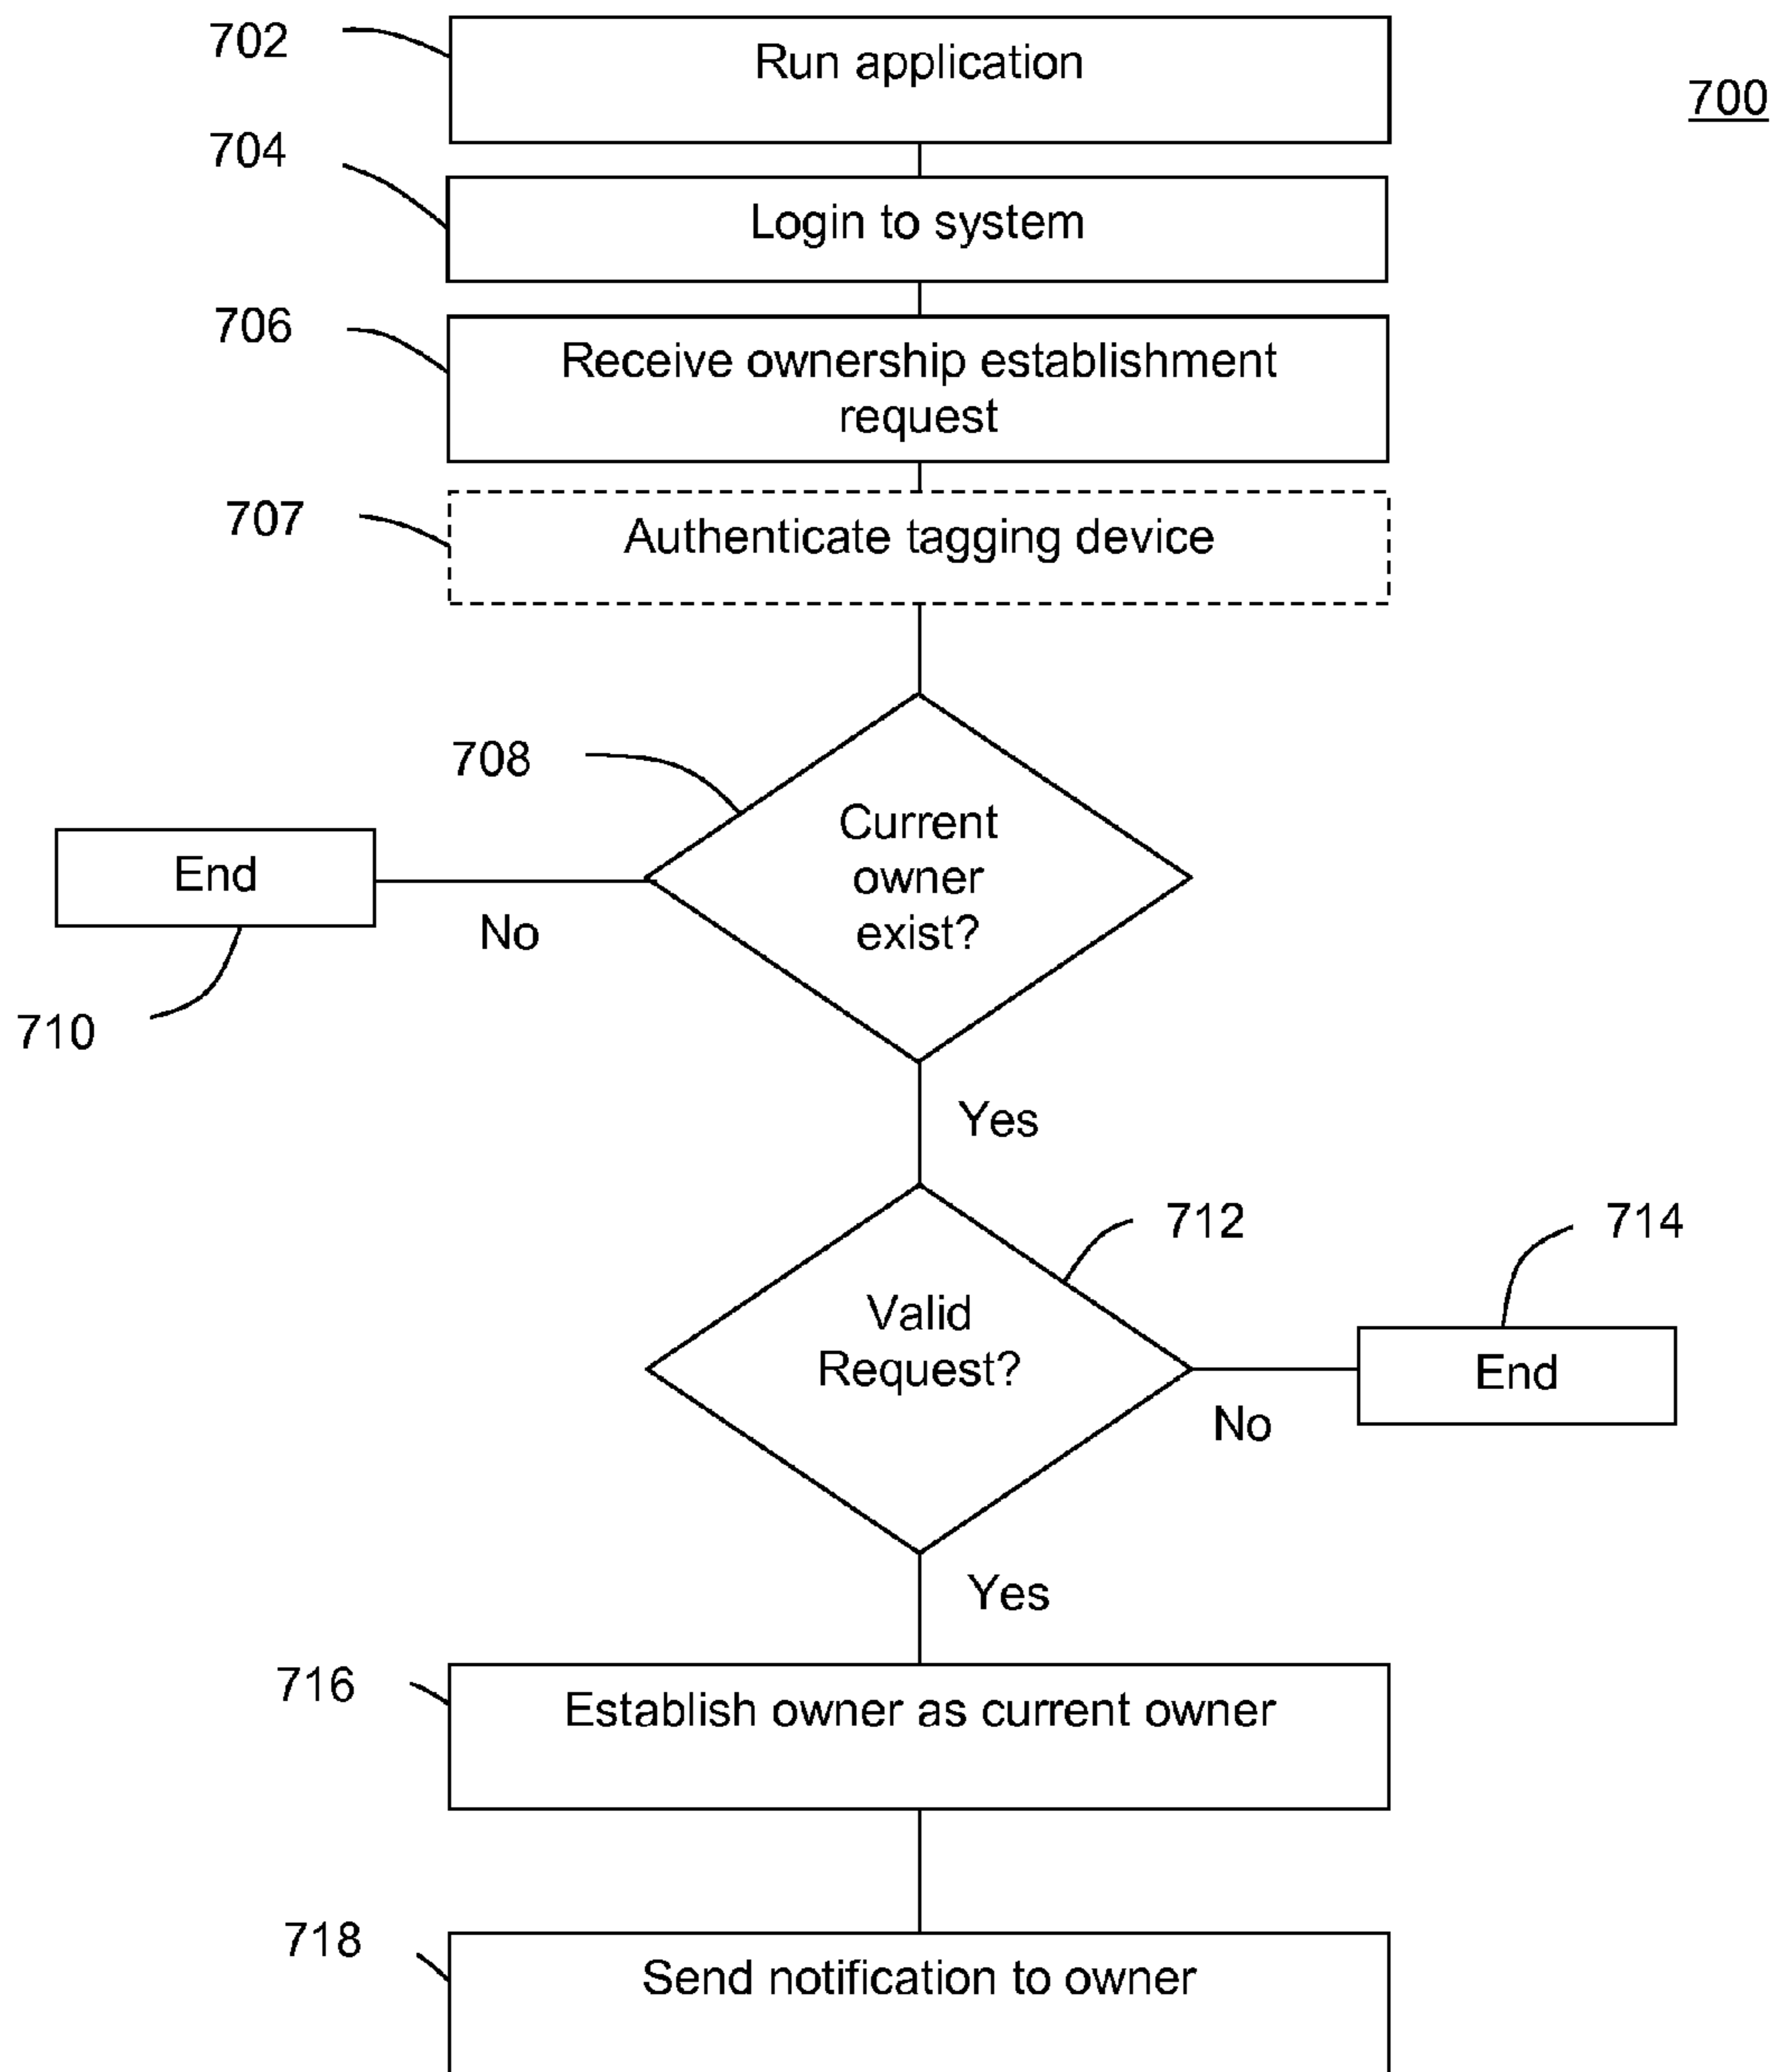 702
Run application
700
704
Login to system
706
Receive ownership establishment
request
707
Authenticate tagging device
708
Current
owner
exist?
End
No
710
Yes
712
714
Valid
Request?
End
No
Yes
716
Establish owner as current owner
718
Send notification to owner